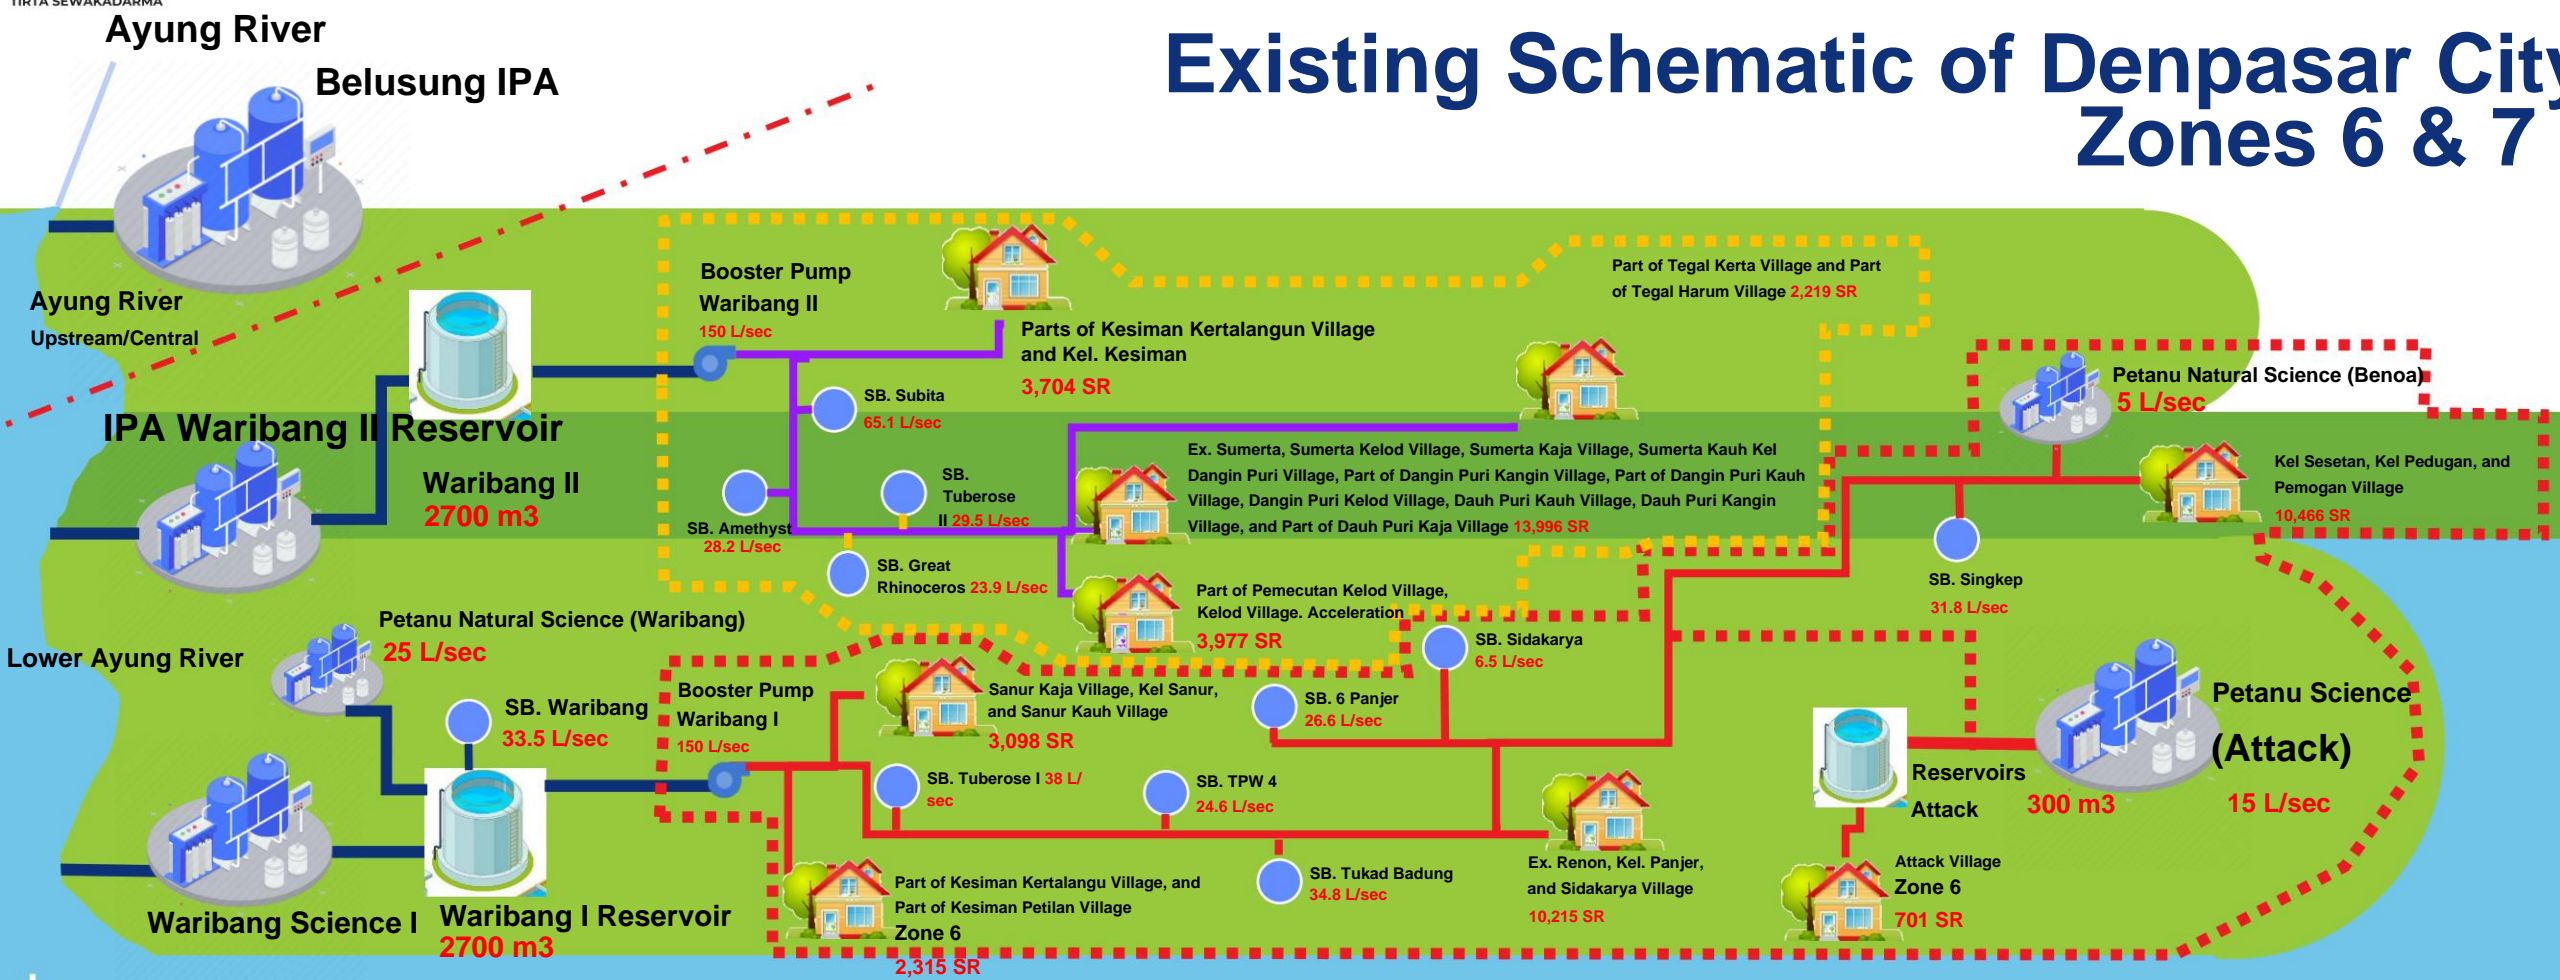 TIRTA SEWAKADARMA
Ayung River
Belusung IPA
Existing Schematic of Denpasar City
Zones 6 & 7
Ayung River
Upstream/Central
Booster Pump
Waribang II
150 L/sec
Parts of Kesiman Kertalangun Village
and Kel. Kesiman
3,704 SR
Part of Tegal Kerta Village and Part
of Tegal Harum Village 2,219 SR
IPA Waribang II Reservoir
Waribang II
2700 m3
SB. Subita
65.1 L/sec
SB. Amethyst
28.2 L/sec
SB.
Tuberose
II 29.5 L/sec
SB. Great
Rhinoceros 23.9 L/sec
Ex. Sumerta, Sumerta Kelod Village, Sumerta Kaja Village, Sumerta Kauh Kel
Dangin Puri Village, Part of Dangin Puri Kangin Village, Part of Dangin Puri Kauh
Village, Dangin Puri Kelod Village, Dauh Puri Kauh Village, Dauh Puri Kangin
Village, and Part of Dauh Puri Kaja Village 13,996 SR
Part of Pemecutan Kelod Village,
Kelod Village. Acceleration
3,977 SR
Petanu Natural Science (Benoa)
5 L/sec
Kel Sesetan, Kel Pedugan, and
Pemogan Village
10,466 SR
SB. Singkep
31.8 L/sec
Petanu Natural Science (Waribang)
25 L/sec
Lower Ayung River
SB. Waribang
33.5 L/sec
Booster Pump
Waribang I
150 L/sec
Sanur Kaja Village, Kel Sanur,
and Sanur Kauh Village
3,098 SR
SB. Sidakarya
6.5 L/sec
SB. 6 Panjer
26.6 L/sec
SB. Tuberose I 38 L/
sec
SB. TPW 4
24.6 L/sec
SB. Tukad Badung
34.8 L/sec
Ex. Renon, Kel. Panjer,
and Sidakarya Village
10,215 SR
Petanu Science
(Attack)
15 L/sec
Reservoirs
Attack
300 m3
Attack Village
Zone 6
701 SR
Waribang Science I
Waribang I Reservoir
2700 m3
Part of Kesiman Kertalangu Village, and
Part of Kesiman Petilan Village
Zone 6
2,315 SR